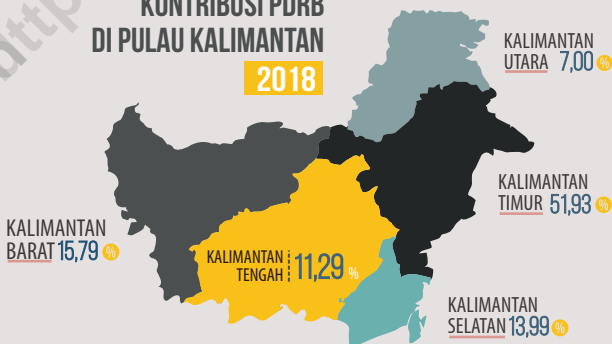 KONTRIBUSI PDRB
DI PULAU KALIMANTAN
2018
KALIMANTAN
UTARA 7,00 %
KALIMANTAN
TIMUR 51,93 %
KALIMANTAN
BARAT 15,79 %
KALIMANTAN
TENGAH 11,29 %
KALIMANTAN
SELATAN 13,99 %